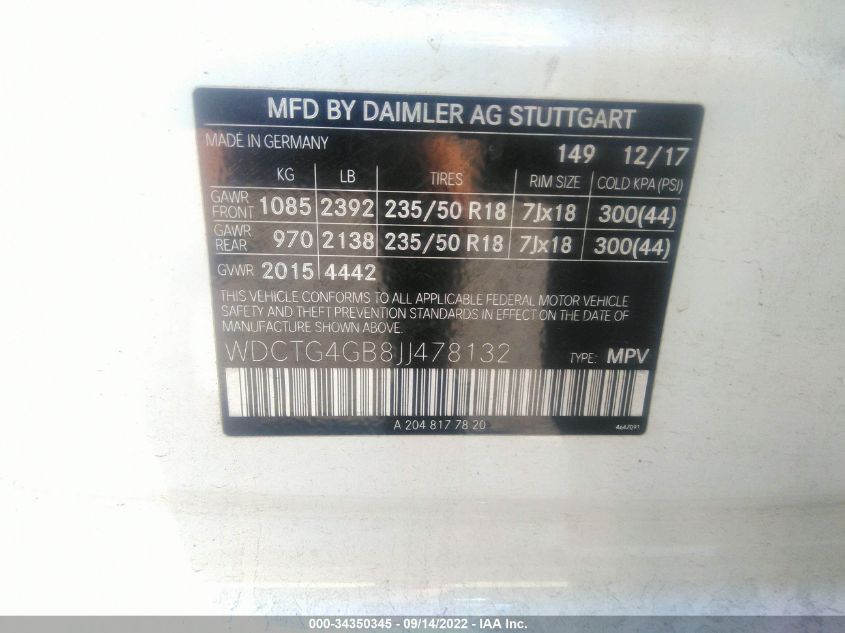 MFD BY DAIMLER AG STUTTGART
MADE IN GERMANY 149 12/17
KG LB TIRES RIM SIZE COLD KPA (PSI)
GAWR FRONT 1085 2392 235/50 R18 7Jx18 300(44)
GAWR REAR 970 2138 235/50 R18 7Jx18 300(44)
GVWR 2015 4442
THIS VEHICLE CONFORMS TO ALL APPLICABLE FEDERAL MOTOR VEHICLE
SAFETY AND THEFT PREVENTION STANDARDS IN EFFECT ON THE DATE OF
MANUFACTURE SHOWN ABOVE.
WDCTG4GB8JJ478132 TYPE: MPV
A 204 817 78 20
000-34350345 - 09/14/2022 - IAA Inc.